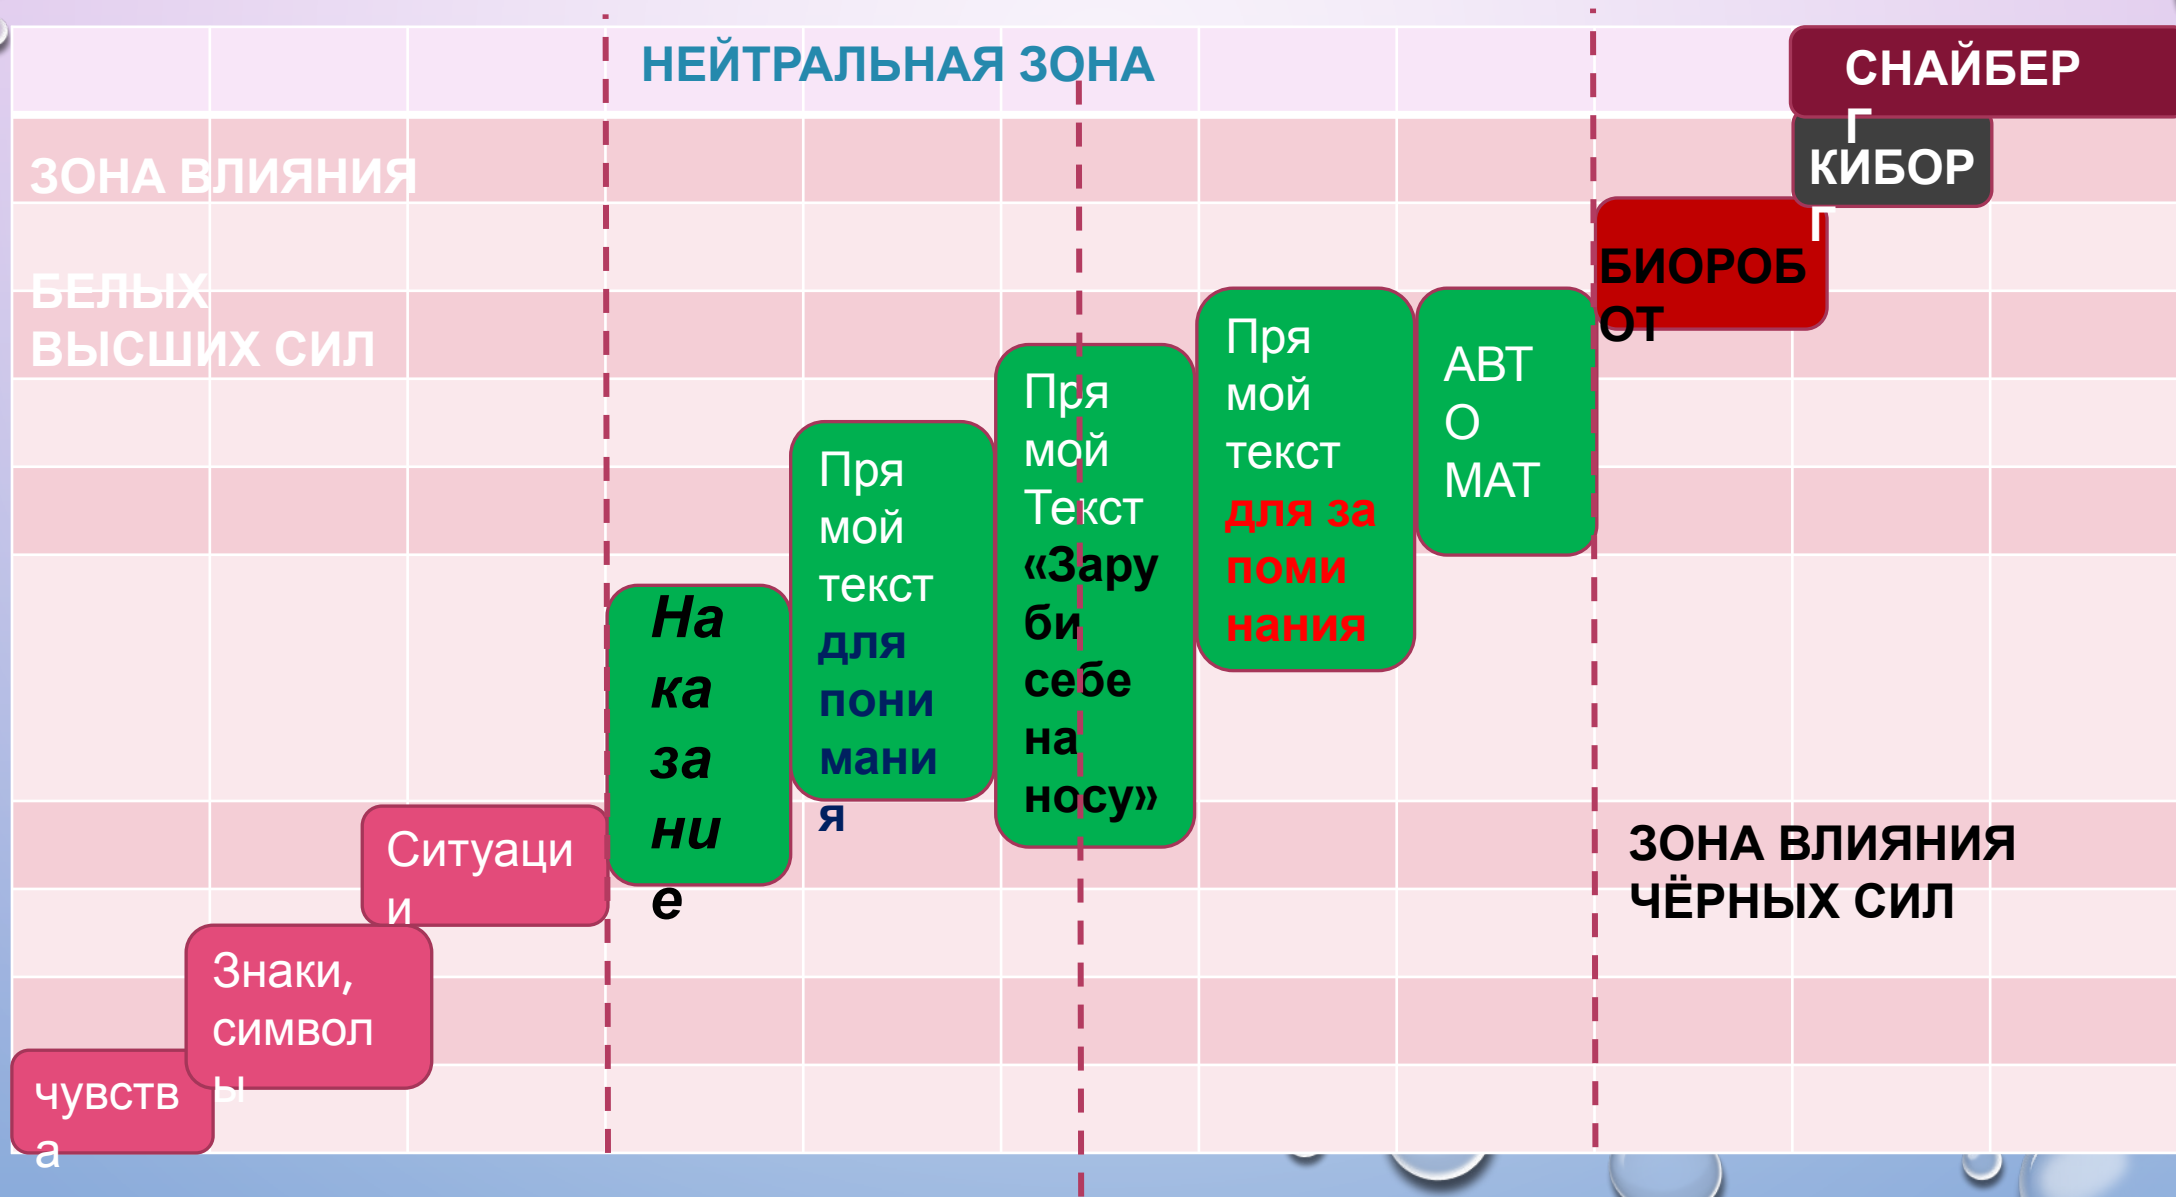 НЕЙТРАЛЬНАЯ ЗОНА
СНАЙБЕР
Г
КИБОР
Г
ЗОНА ВЛИЯНИЯ
БЕЛЫХ
ВЫСШИХ СИЛ
БИОРОБ
ОТ
АВТ
О
МАТ
Пря
мой
текст
для за
поми
нания
Пря
мой
Текст
«Зару
би
себе
на
носу»
Пря
мой
текст
для
пони
мани
я
На
ка
за
ни
е
Ситуаци
и
Знаки,
символ
ы
чувств
а
ЗОНА ВЛИЯНИЯ
ЧЁРНЫХ СИЛ